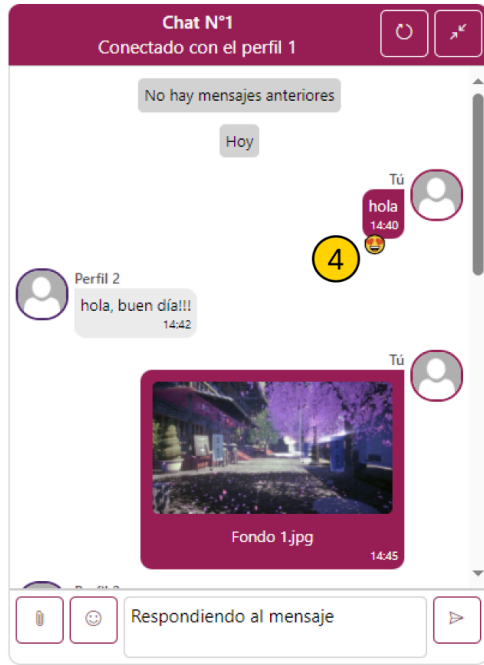 Chat N°1
Conectado con el perfil 1
No hay mensajes anteriores
Hoy
Tú
hola
14:40
4
Perfil 2
hola, buen día!!!
14:42
Tú
Fondo 1.jpg
14:45
Respondiendo al mensaje